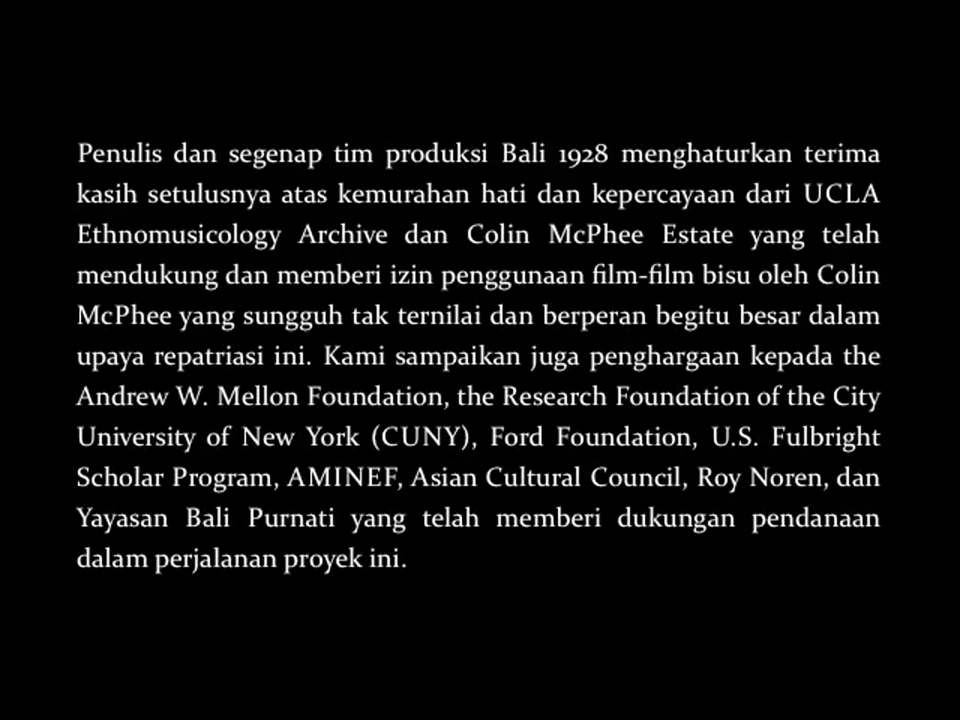 Penulis dan segenap tim produksi Bali 1928 menghaturkan terima
kasih setulusnya atas kemurahan hati dan kepercayaan dari UCLA
Ethnomusicology Archive dan Colin McPhee Estate yang telah
mendukung dan memberi izin penggunaan film-film bisu oleh Colin
McPhee yang sungguh tak ternilai dan berperan begitu besar dalam
upaya repatriasi ini. Kami sampaikan juga penghargaan kepada the
Andrew W. Mellon Foundation, the Research Foundation of the City
University of New York (CUNY), Ford Foundation, U.S. Fulbright
Scholar Program, AMINEF, Asian Cultural Council, Roy Noren, dan
Yayasan Bali Purnati yang telah memberi dukungan pendanaan
dalam perjalanan proyek ini.